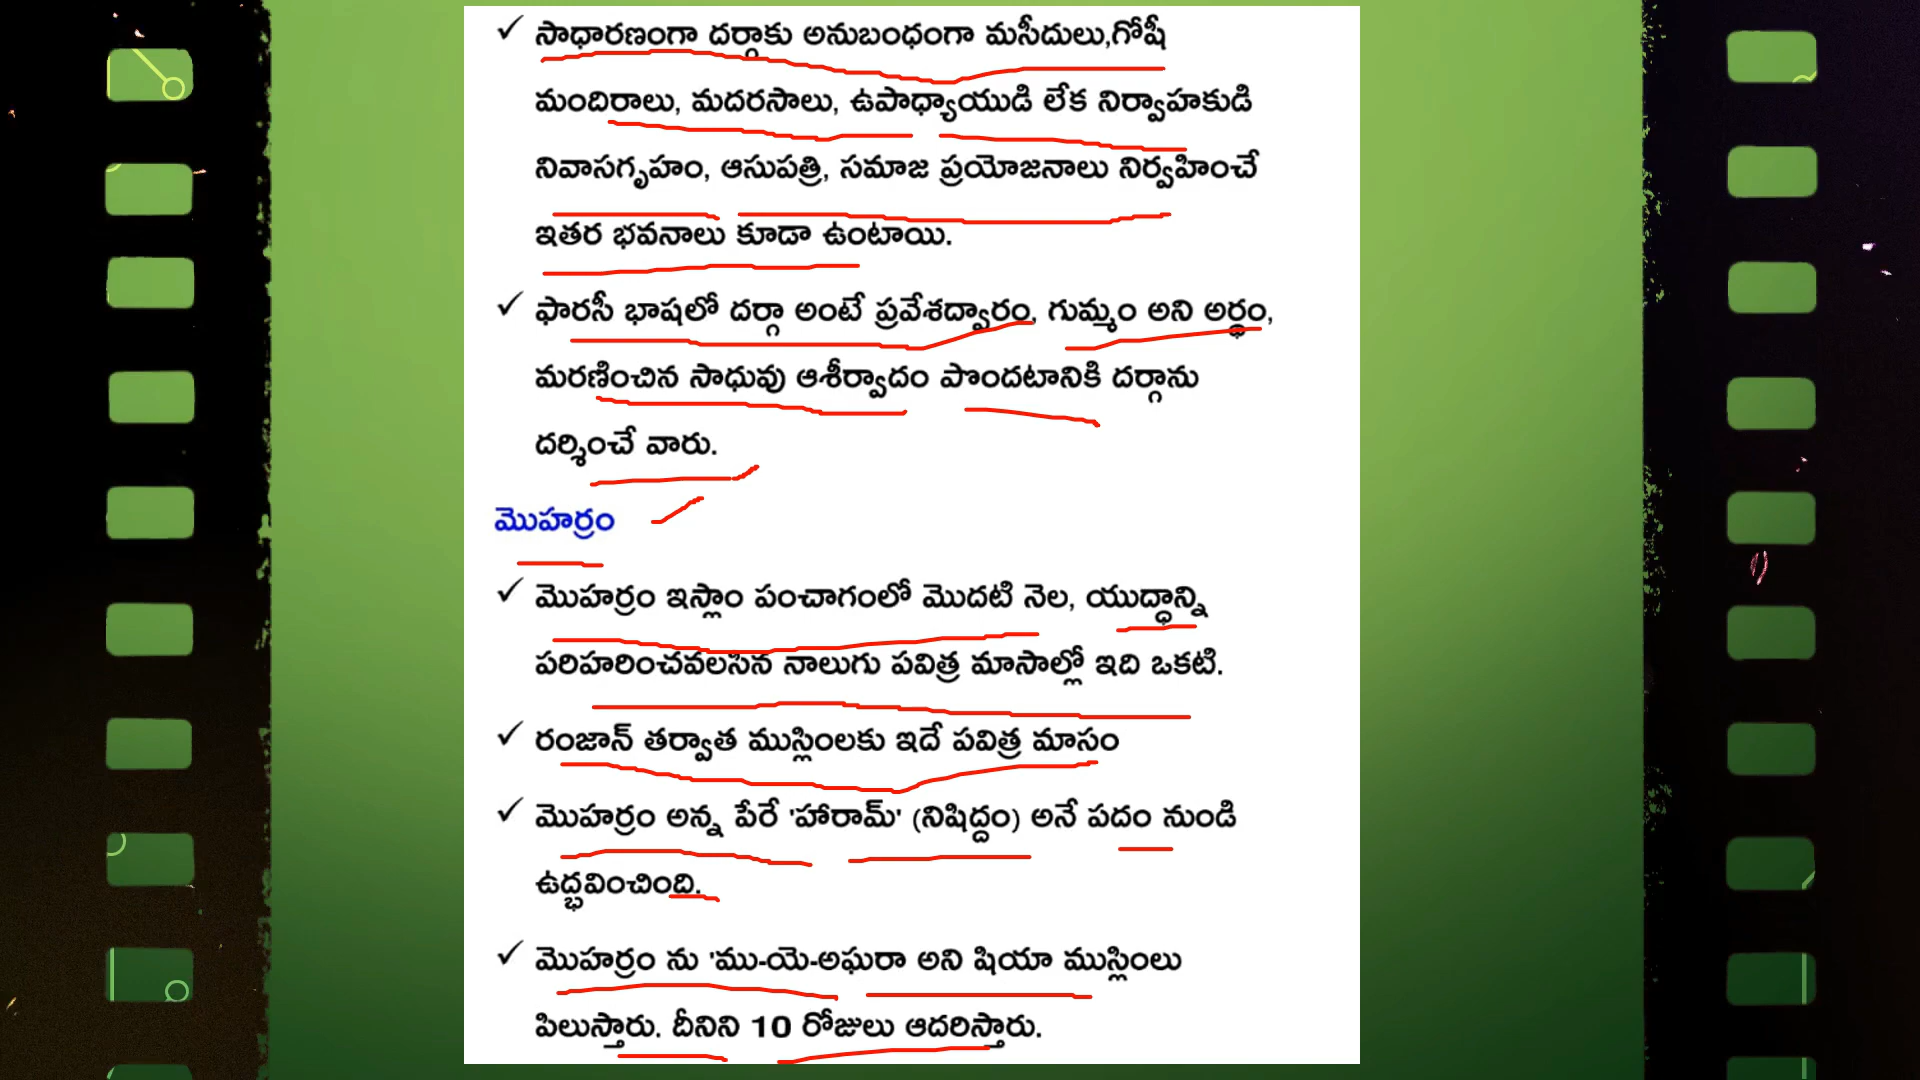 ✓ సాధారణంగా దర్గాకు అనుబంధంగా మసీదులు,గోషీ
మందిరాలు, మదరసాలు, ఉపాధ్యాయుడి లేక నిర్వాహకుడి
నివాసగృహం, ఆసుపత్రి, సమాజ ప్రయోజనాలు నిర్వహించే
ఇతర భవనాలు కూడా ఉంటాయి.
✓ ఫారసీ భాషలో దర్గా అంటే ప్రవేశద్వారం, గుమ్మం అని అర్థం,
మరణించిన సాధువు ఆశీర్వాదం పొందటానికి దర్గాను
దర్శించే వారు.
మొహర్రం
✓ మొహర్రం ఇస్లాం పంచాగంలో మొదటి నెల, యుద్ధాన్ని
పరిహరించవలసిన నాలుగు పవిత్ర మాసాల్లో ఇది ఒకటి.
✓ రంజాన్ తర్వాత ముస్లింలకు ఇదే పవిత్ర మాసం
✓ మొహర్రం అన్న పేరే 'హారామ్' (నిషిద్దం) అనే పదం నుండి
ఉద్భవించింది.
✓ మొహర్రం ను 'ము-యె-అఘరా అని షియా ముస్లింలు
పిలుస్తారు. దీనిని 10 రోజులు ఆదరిస్తారు.